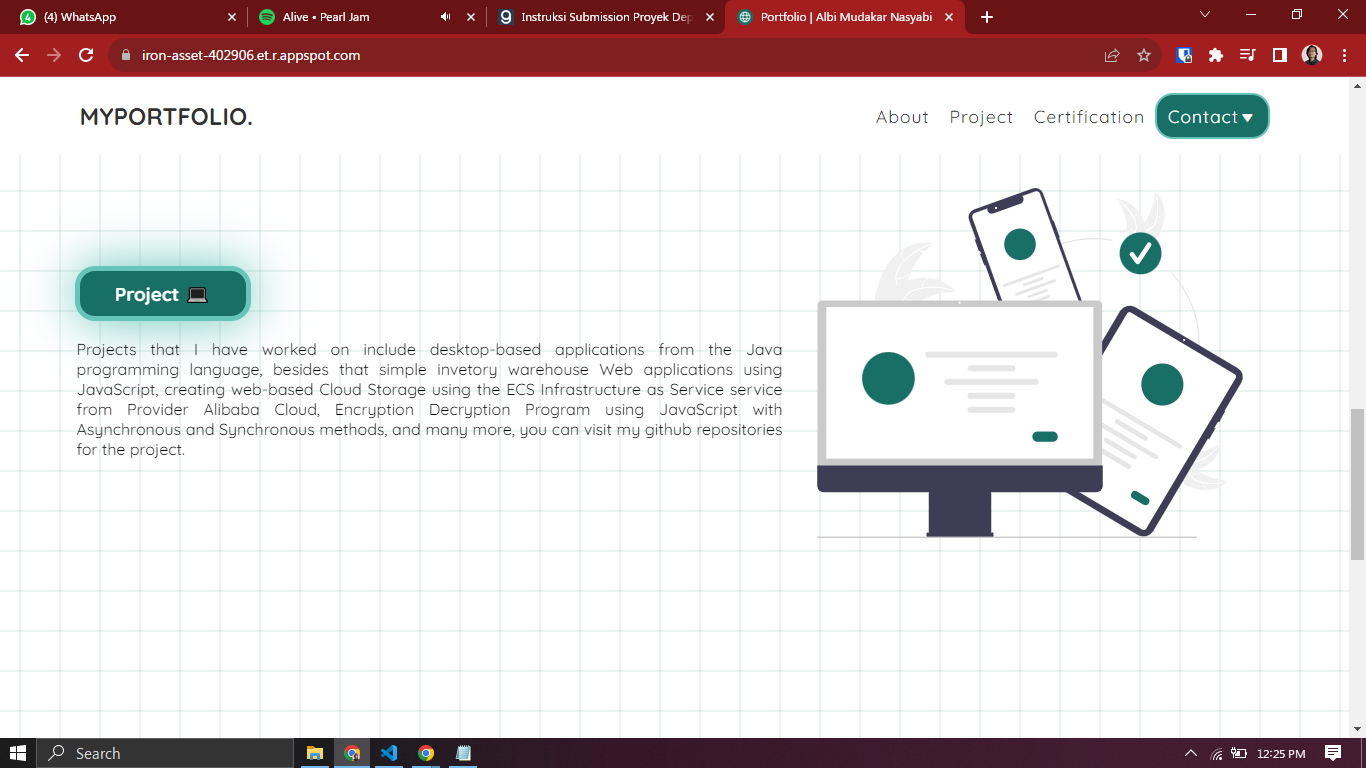 (4) WhatsApp
Alive • Pearl Jam
Instruksi Submission Proyek Dep
Portfolio | Albi Mudakar Nasyabi
iron-asset-402906.et.r.appspot.com
MYPORTFOLIO.
About Project Certification Contact
Project
Projects that I have worked on include desktop-based applications from the Java
programming language, besides that simple invetory warehouse Web applications using
JavaScript, creating web-based Cloud Storage using the ECS Infrastructure as Service service
from Provider Alibaba Cloud, Encryption Decryption Program using JavaScript with
Asynchronous and Synchronous methods, and many more, you can visit my github repositories
for the project.
Search
12:25 PM